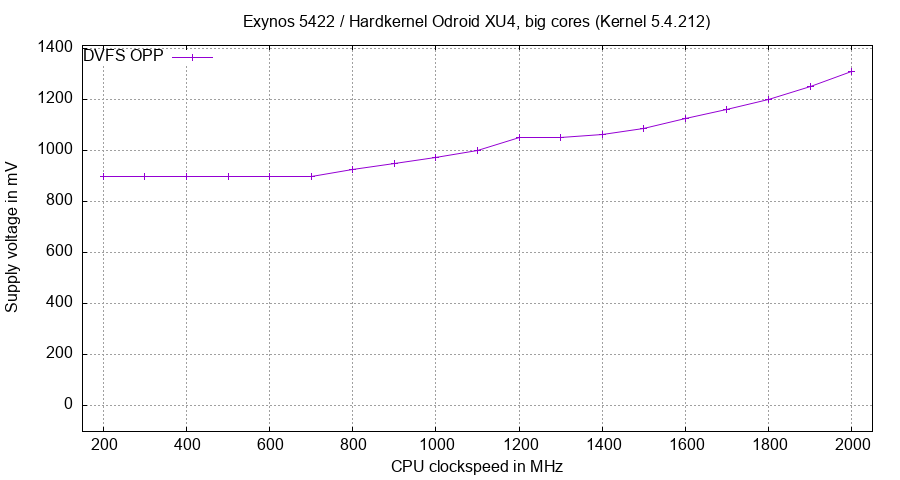 Exynos 5422 / Hardkernel Odroid XU4, big cores (Kernel 5.4.212)
DVFS OPP
1400
1200
1000
800
600
400
200
0
Supply voltage in mV
200 400 600 800 1000 1200 1400 1600 1800 2000
CPU clockspeed in MHz